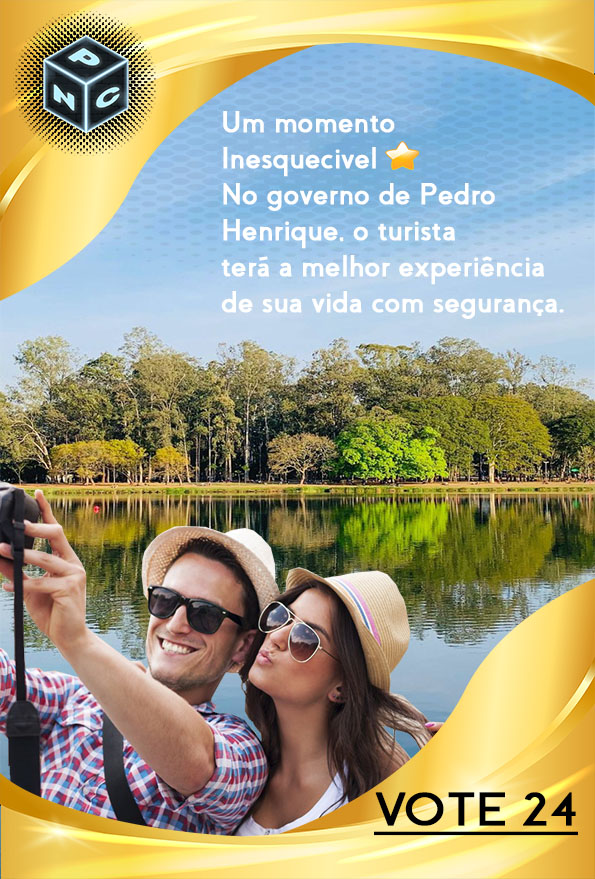 P
N C
Um momento
Inesquecivel
No governo de Pedro
Henrique, o turista
terá a melhor experiência
de sua vida com segurança.
VOTE 24